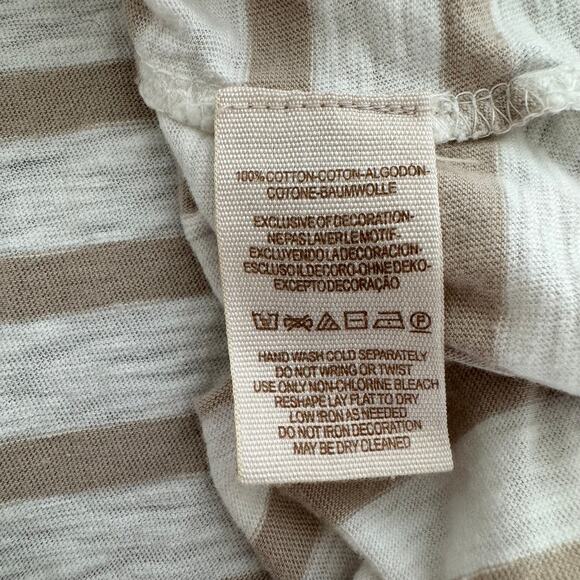 100% COTTON-COTON-ALGODÓN-
COTONE-BAUMWOLLE
EXCLUSIVE OF DECORATION-
NE PAS LAVER LE MOTIF-
EXCLUYENDO LA DECORACION-
ESCLUSO IL DECORO-OHNE DEKO-
EXCEPTO DECORAÇÃO
HAND WASH COLD SEPARATELY
DO NOT WRING OR TWIST
USE ONLY NON-CHLORINE BLEACH
RESHAPE LAY FLAT TO DRY
LOW IRON AS NEEDED
DO NOT IRON DECORATION
MAY BE DRY CLEANED